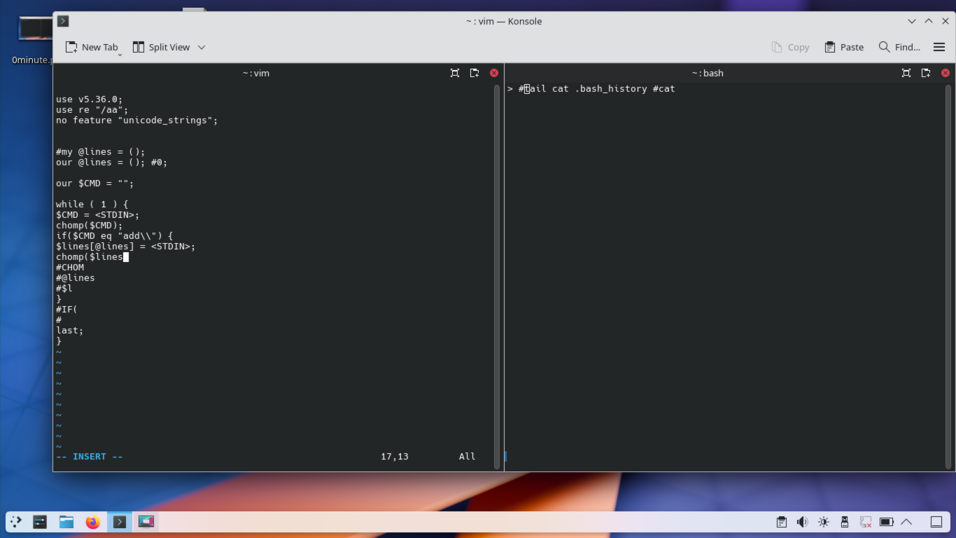 0minute.p
~ : vim — Konsole
New Tab
Split View
Copy
Paste
Find...
~ : vim
~ : bash
use v5.36.0;
use re "/aa";
no feature "unicode_strings";
#my @lines = ();
our @lines = (); #0;
our $CMD = "";
while ( 1 ) {
$CMD = <STDIN>;
chomp($CMD);
if($CMD eq "add\\") {
$lines[@lines] = <STDIN>;
chomp($lines
#CHOM
#@lines
#$l
}
#IF(
#
last;
}
~
~
~
~
~
~
~
~
~
~
-- INSERT --
17,13
All
> #tail cat .bash_history #cat